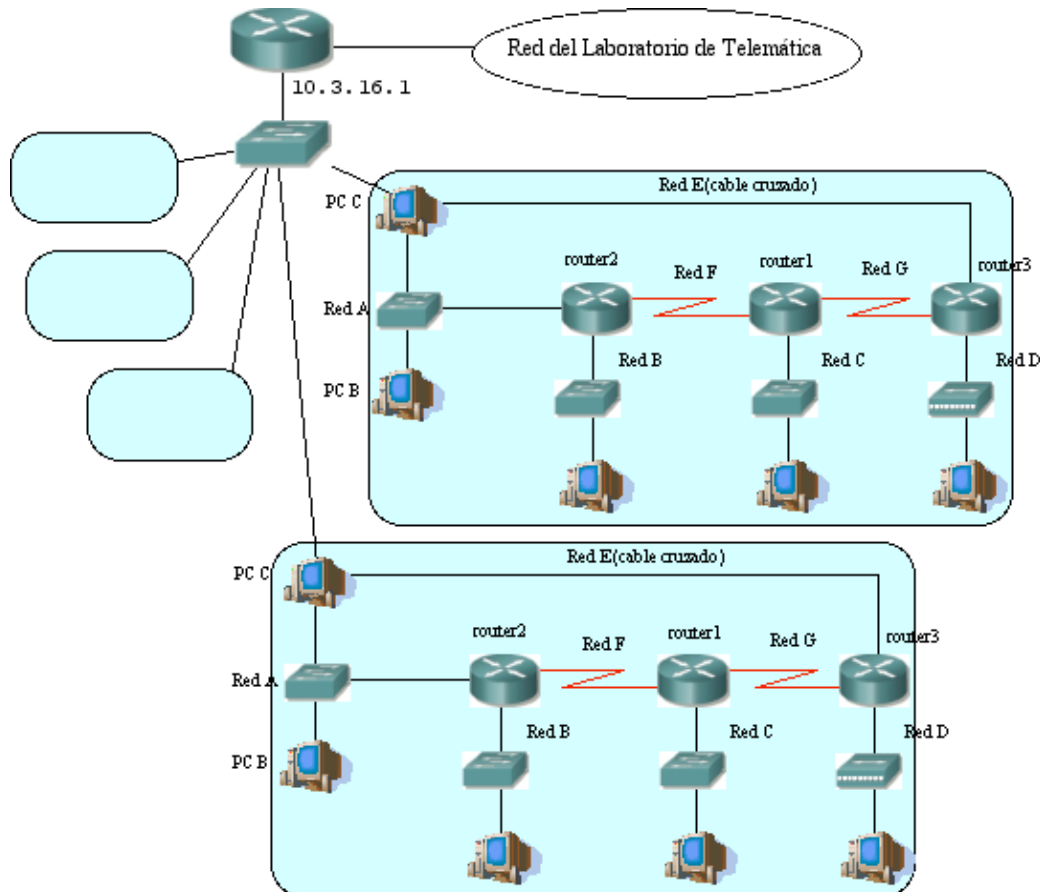 Red del Laboratorio de Telemática
10.3.16.1
Red E(cable cruzado)
PC C
router2
Red F
router1
Red G
router3
Red A
Red B
Red C
Red D
PC B
Red E(cable cruzado)
PC C
router2
Red F
router1
Red G
router3
Red A
Red B
Red C
Red D
PC B